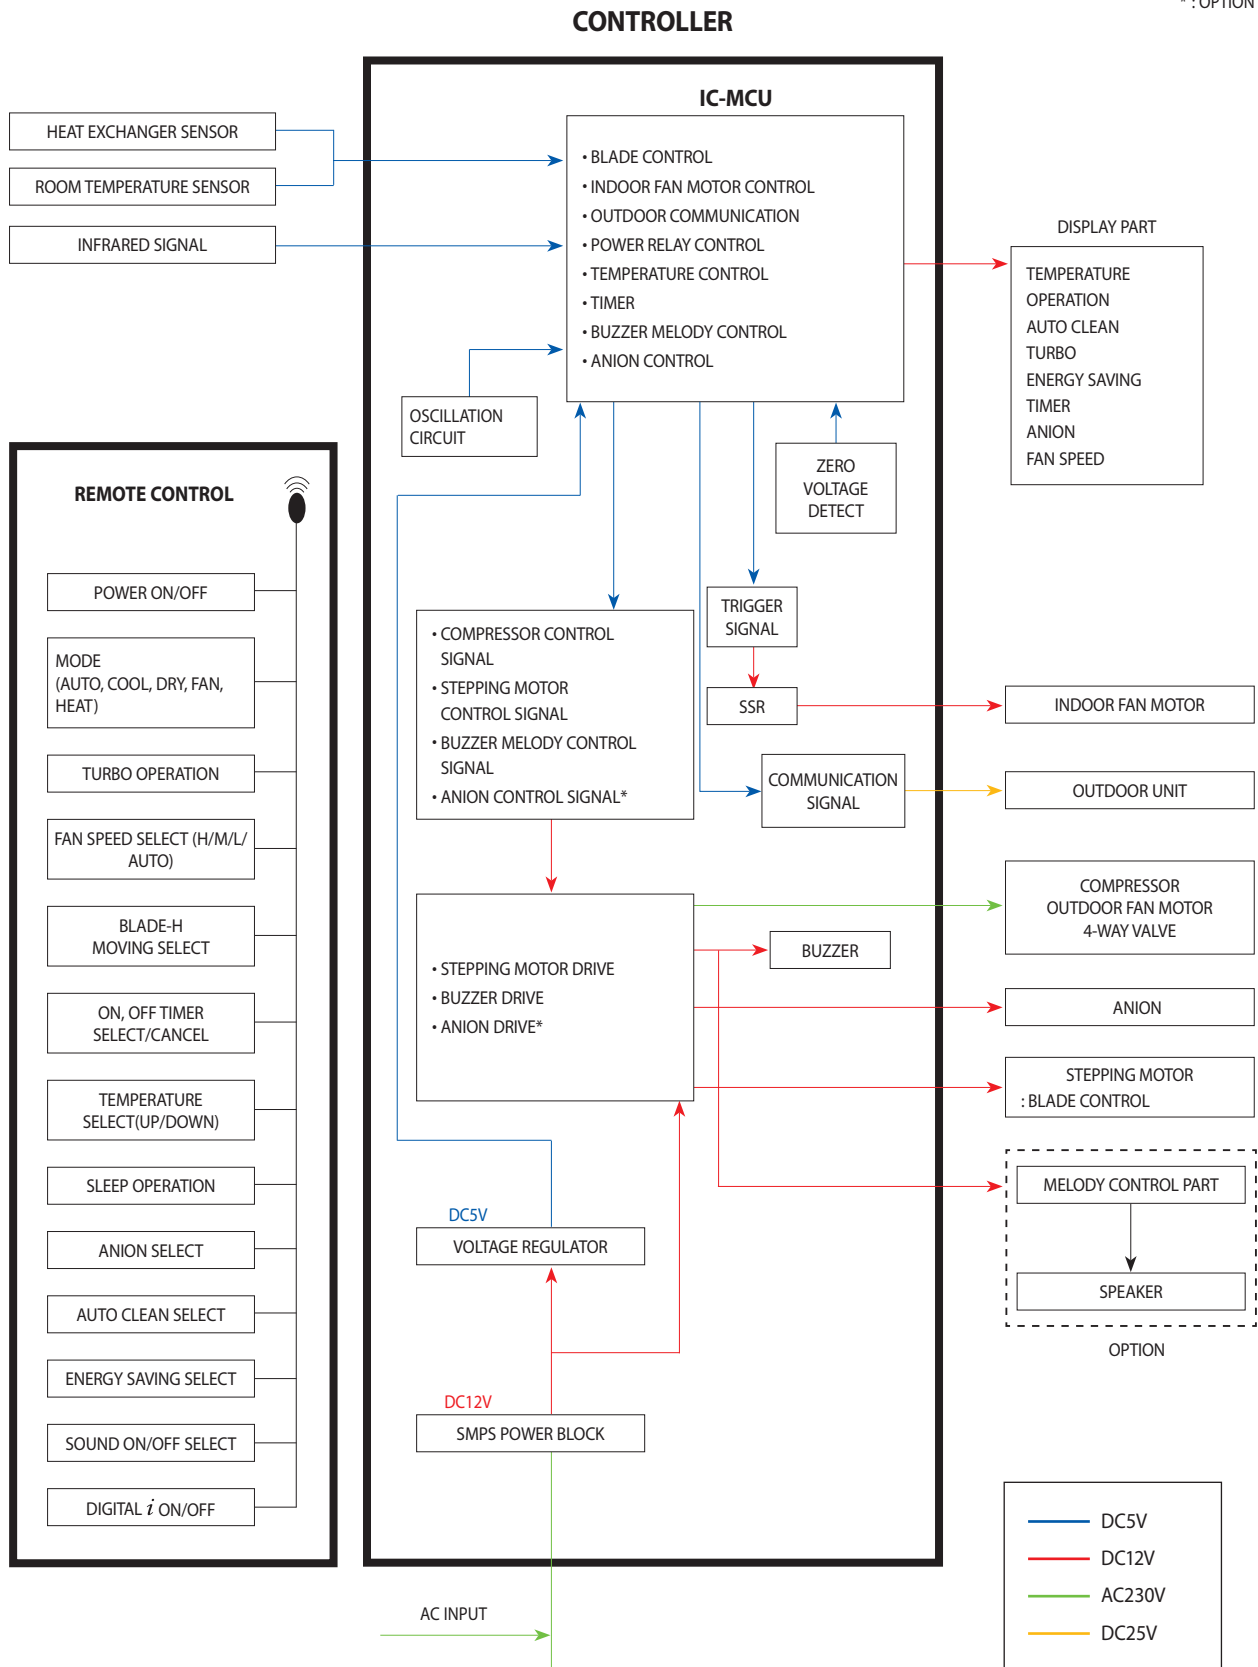 * : OPTION
CONTROLLER
IC-MCU
HEAT EXCHANGER SENSOR
ROOM TEMPERATURE SENSOR
INFRARED SIGNAL
• BLADE CONTROL
• INDOOR FAN MOTOR CONTROL
• OUTDOOR COMMUNICATION
• POWER RELAY CONTROL
• TEMPERATURE CONTROL
• TIMER
• BUZZER MELODY CONTROL
• ANION CONTROL
DISPLAY PART
TEMPERATURE
OPERATION
AUTO CLEAN
TURBO
ENERGY SAVING
TIMER
ANION
FAN SPEED
OSCILLATION
CIRCUIT
ZERO
VOLTAGE
DETECT
REMOTE CONTROL
POWER ON/OFF
MODE
(AUTO, COOL, DRY, FAN,
HEAT)
TURBO OPERATION
FAN SPEED SELECT (H/M/L/
AUTO)
BLADE-H
MOVING SELECT
ON, OFF TIMER
SELECT/CANCEL
TEMPERATURE
SELECT(UP/DOWN)
SLEEP OPERATION
ANION SELECT
AUTO CLEAN SELECT
ENERGY SAVING SELECT
SOUND ON/OFF SELECT
DIGITAL i ON/OFF
• COMPRESSOR CONTROL
SIGNAL
• STEPPING MOTOR
CONTROL SIGNAL
• BUZZER MELODY CONTROL
SIGNAL
• ANION CONTROL SIGNAL*
TRIGGER
SIGNAL
SSR
COMMUNICATION
SIGNAL
INDOOR FAN MOTOR
OUTDOOR UNIT
COMPRESSOR
OUTDOOR FAN MOTOR
4-WAY VALVE
• STEPPING MOTOR DRIVE
• BUZZER DRIVE
• ANION DRIVE*
BUZZER
ANION
STEPPING MOTOR
: BLADE CONTROL
MELODY CONTROL PART
SPEAKER
OPTION
DC5V
VOLTAGE REGULATOR
DC12V
SMPS POWER BLOCK
AC INPUT
DC5V
DC12V
AC230V
DC25V